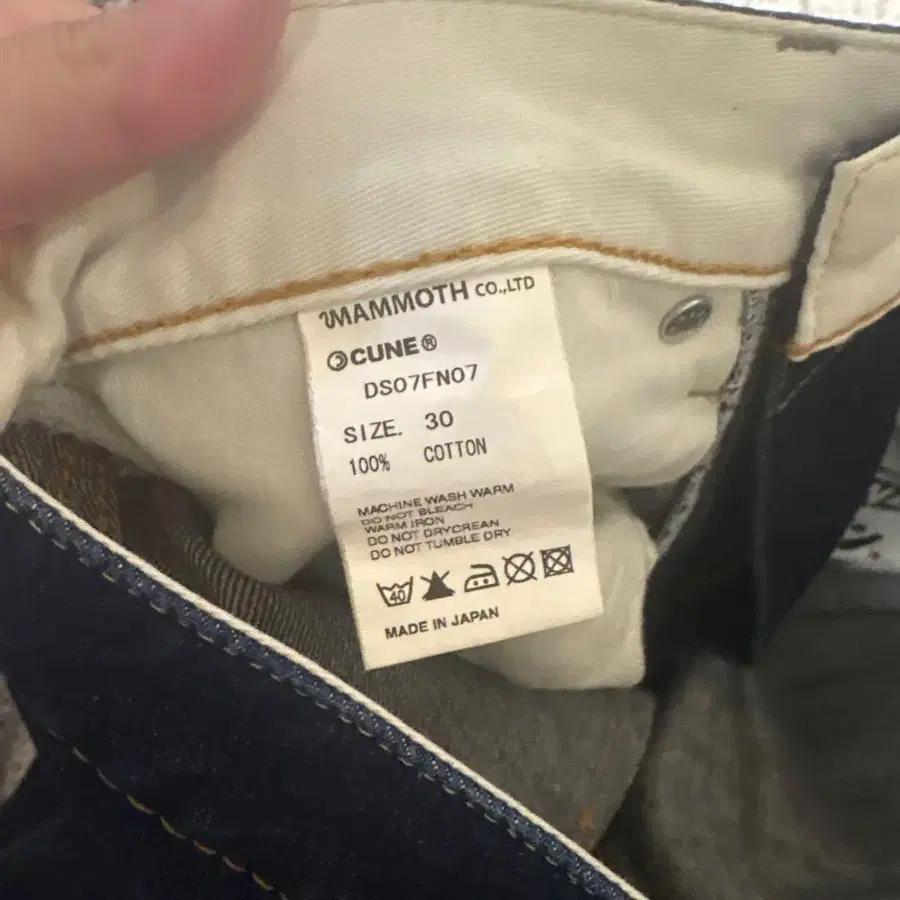 MAMMOTH CO.,LTD
CUNE®
DS07FN07
SIZE. 30
100% COTTON
MACHINE WASH WARM
DO NOT BLEACH
WARM IRON
DO NOT DRYCREAN
DO NOT TUMBLE DRY
40
MADE IN JAPAN